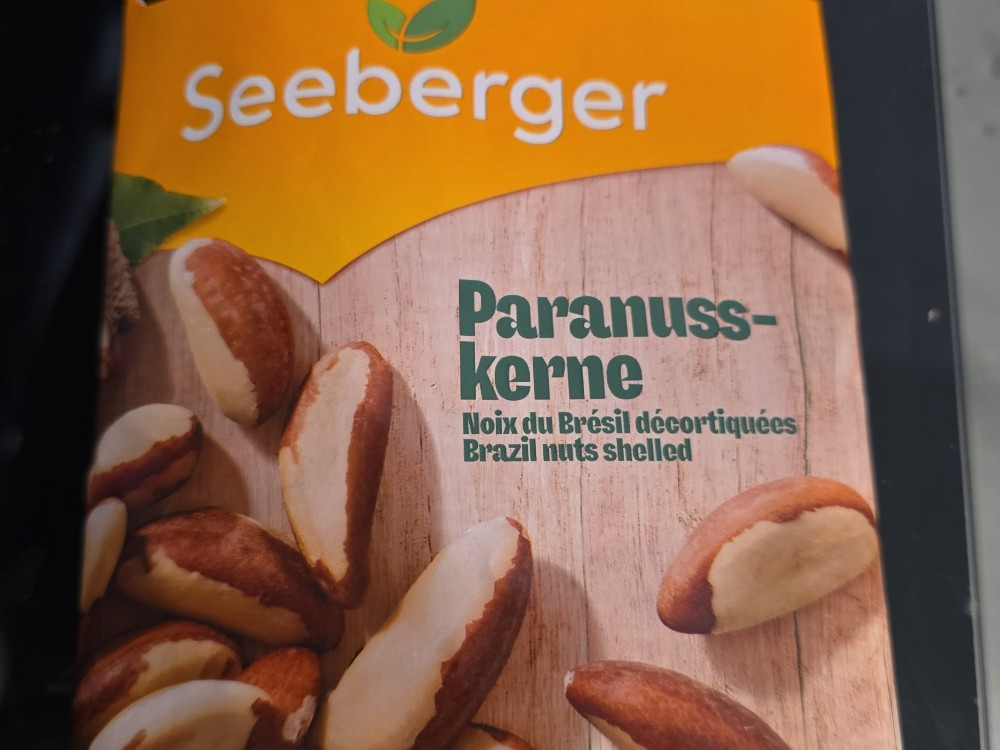 Seeberger
Paranuss-
kerne
Noix du Brésil décortiquées
Brazil nuts shelled